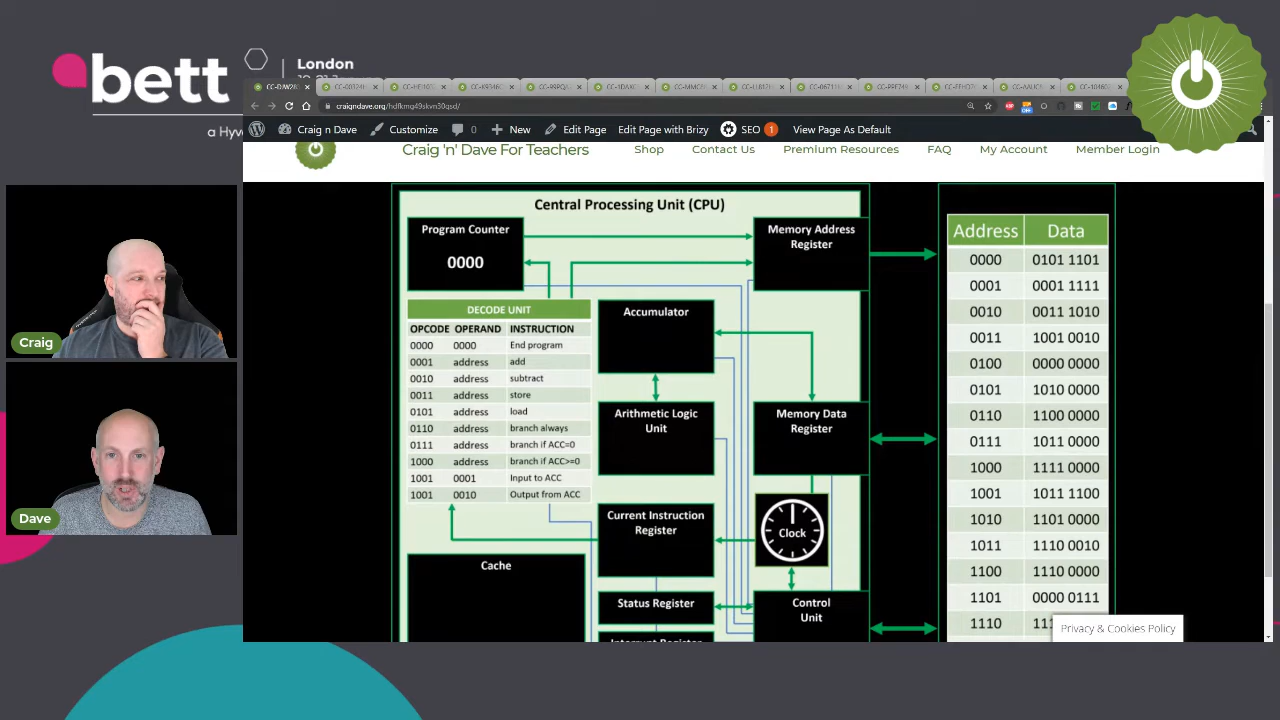 bett
London
a Hyv
Craig
Dave
craigndave.org/hdfkmg49skvn30qsd/
Craig n Dave
Customize
0
New
Edit Page
Edit Page with Brizy
SEO 1
View Page As Default
Craig 'n' Dave For Teachers
Shop
Contact Us
Premium Resources
FAQ
My Account
Member Login
Central Processing Unit (CPU)
Program Counter
0000
Memory Address
Register
DECODE UNIT
OPCODE OPERAND INSTRUCTION
0000 0000 End program
0001 address add
0010 address subtract
0011 address store
0101 address load
0110 address branch always
0111 address branch if ACC=0
1000 address branch if ACC>=0
1001 0001 Input to ACC
1001 0010 Output from ACC
Accumulator
Arithmetic Logic
Unit
Memory Data
Register
Current Instruction
Register
Clock
Cache
Status Register
Control
Unit
Interrupt Register
Address Data
0000 0101 1101
0001 0001 1111
0010 0011 1010
0011 1001 0010
0100 0000 0000
0101 1010 0000
0110 1100 0000
0111 1011 0000
1000 1111 0000
1001 1011 1100
1010 1101 0000
1011 1110 0010
1100 1110 0000
1101 0000 0111
1110
Privacy & Cookies Policy